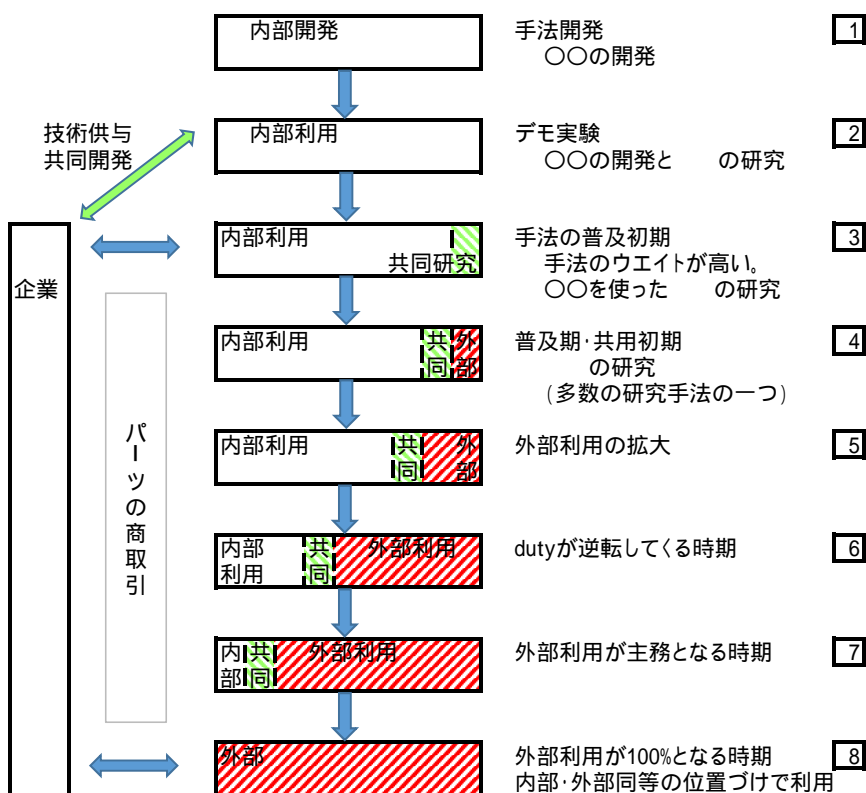 内部開発
手法開発
〇〇の開発
1
技術供与
共同開発
内部利用
デモ実験
〇〇の開発と　　の研究
2
企業
内部利用
共同研究
手法の普及初期
手法のウエイトが高い。
〇〇を使った　　の研究
3
内部利用
共同
外部
普及期・共用初期
の研究
(多数の研究手法の一つ)
4
パーツの商取引
内部利用
共同
外部
外部利用の拡大
5
内部
利用
共同
外部利用
dutyが逆転してくる時期
6
内部
共同
外部利用
外部利用が主務となる時期
7
外部
外部利用が100%となる時期
内部・外部同等の位置づけで利用
8